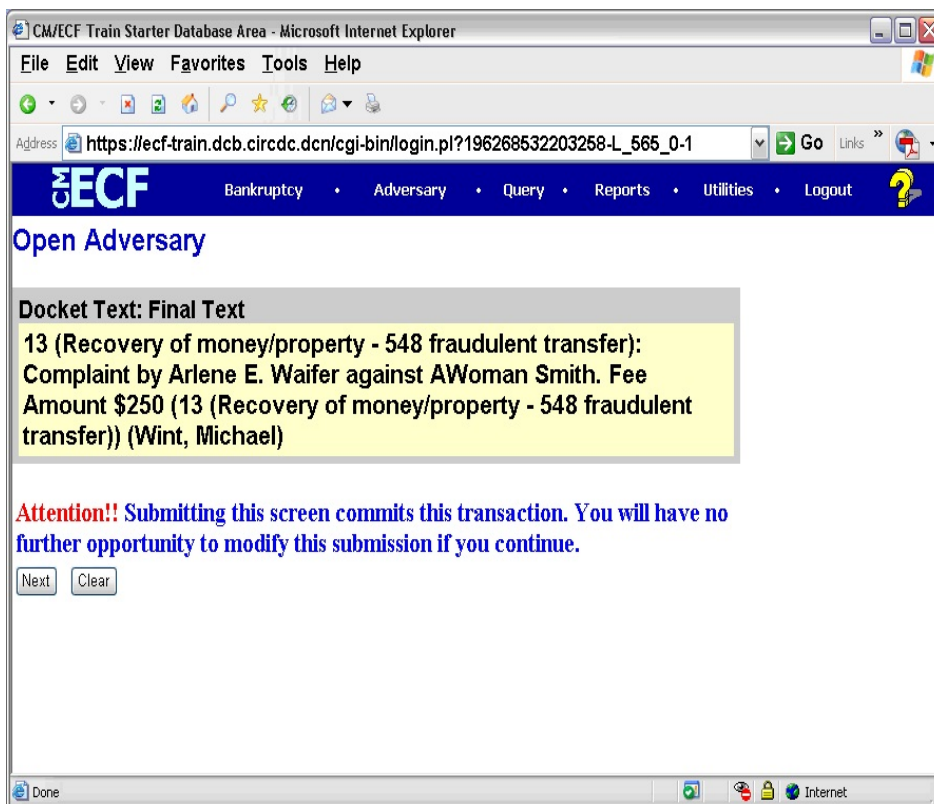 CM/ECF Train Starter Database Area - Microsoft Internet Explorer
File Edit View Favorites Tools Help
Address https://ecf-train.dcb.circdc.dcn/cgi-bin/login.pl?196268532203258-L_565_0-1 Go Links »
CM ECF Bankruptcy • Adversary • Query • Reports • Utilities • Logout ?
Open Adversary
Docket Text: Final Text
13 (Recovery of money/property - 548 fraudulent transfer):
Complaint by Arlene E. Waifer against AWoman Smith. Fee
Amount $250 (13 (Recovery of money/property - 548 fraudulent
transfer)) (Wint, Michael)
Attention!! Submitting this screen commits this transaction. You will have no
further opportunity to modify this submission if you continue.
Next Clear
Done Internet